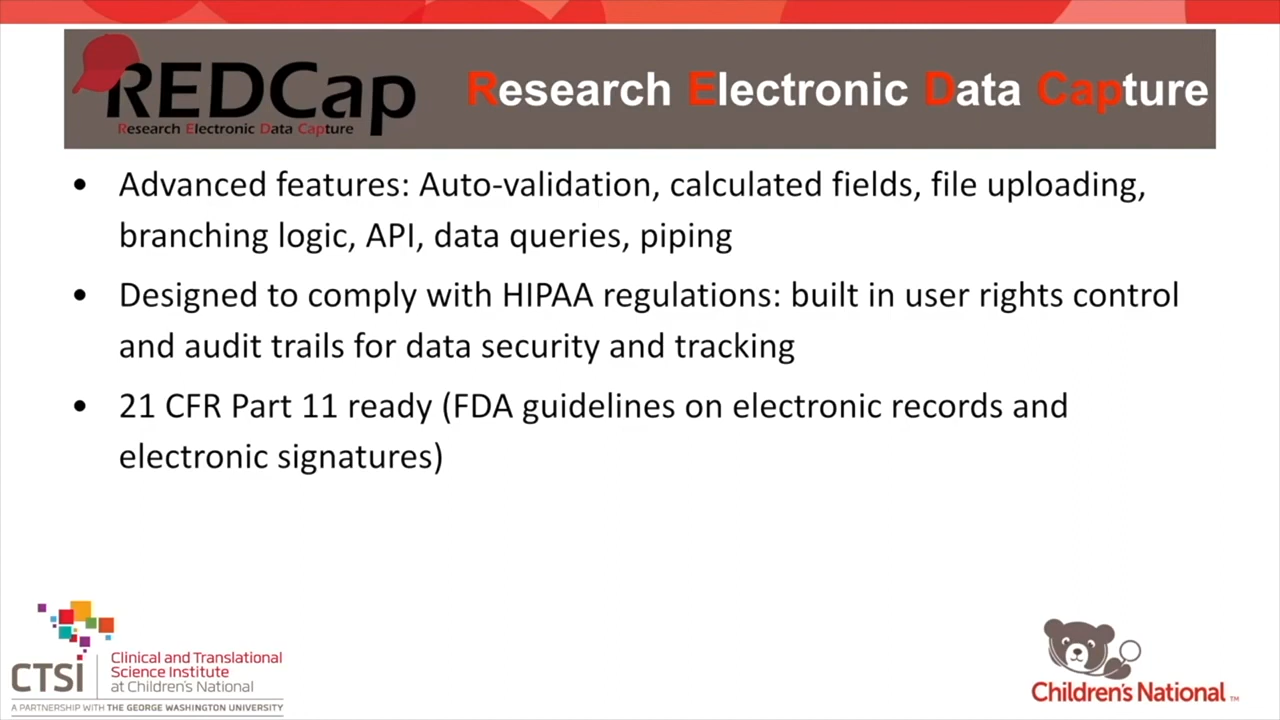 REDCap
Research Electronic Data Capture
Research Electronic Data Capture
• Advanced features: Auto-validation, calculated fields, file uploading,
branching logic, API, data queries, piping
• Designed to comply with HIPAA regulations: built in user rights control
and audit trails for data security and tracking
• 21 CFR Part 11 ready (FDA guidelines on electronic records and
electronic signatures)
CTSi
Clinical and Translational
Science Institute
at Children's National
A PARTNERSHIP WITH THE GEORGE WASHINGTON UNIVERSITY
Children's National ™